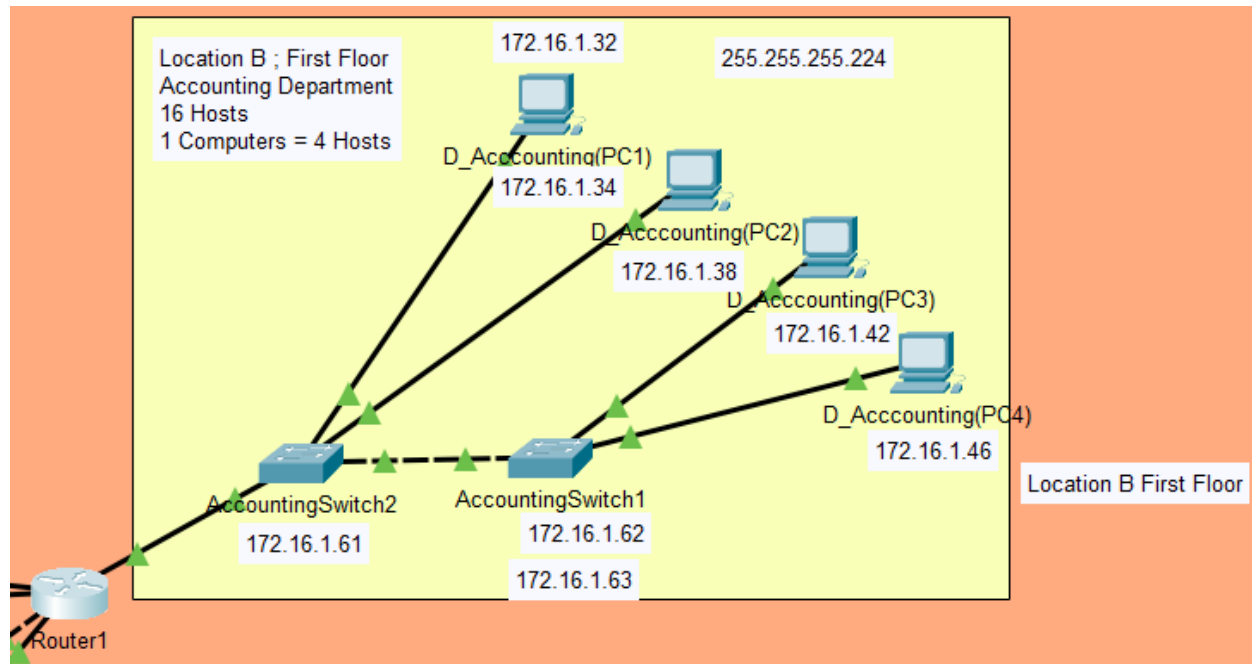 172.16.1.32
255.255.255.224
Location B ; First Floor
Accounting Department
16 Hosts
1 Computers = 4 Hosts
D_Acccounting(PC1)
172.16.1.34
D_Acccounting(PC2)
172.16.1.38
D_Acccounting(PC3)
172.16.1.42
D_Acccounting(PC4)
172.16.1.46
Location B First Floor
AccountingSwitch2
172.16.1.61
AccountingSwitch1
172.16.1.62
172.16.1.63
Router1